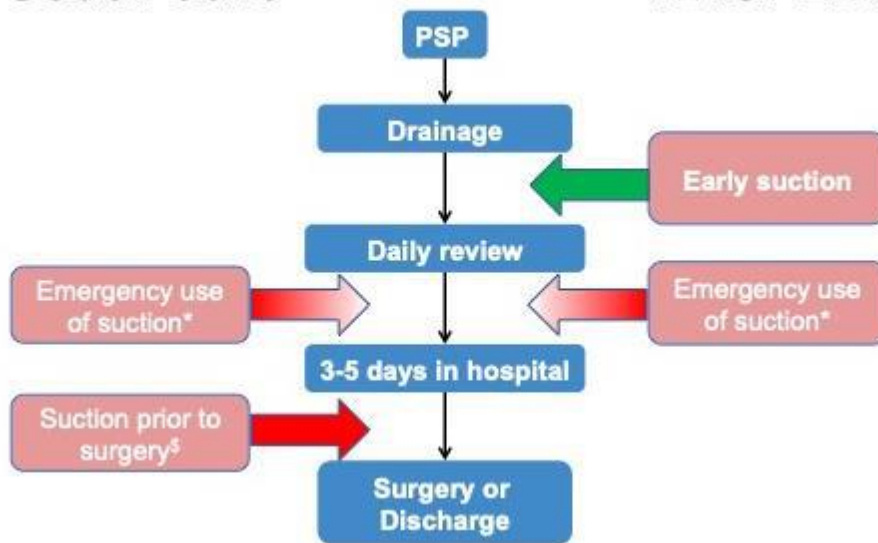 PSP
Drainage
Early suction
Daily review
Emergency use
of suction*
Emergency use
of suction*
3-5 days in hospital
Suction prior to
surgery$
Surgery or
Discharge